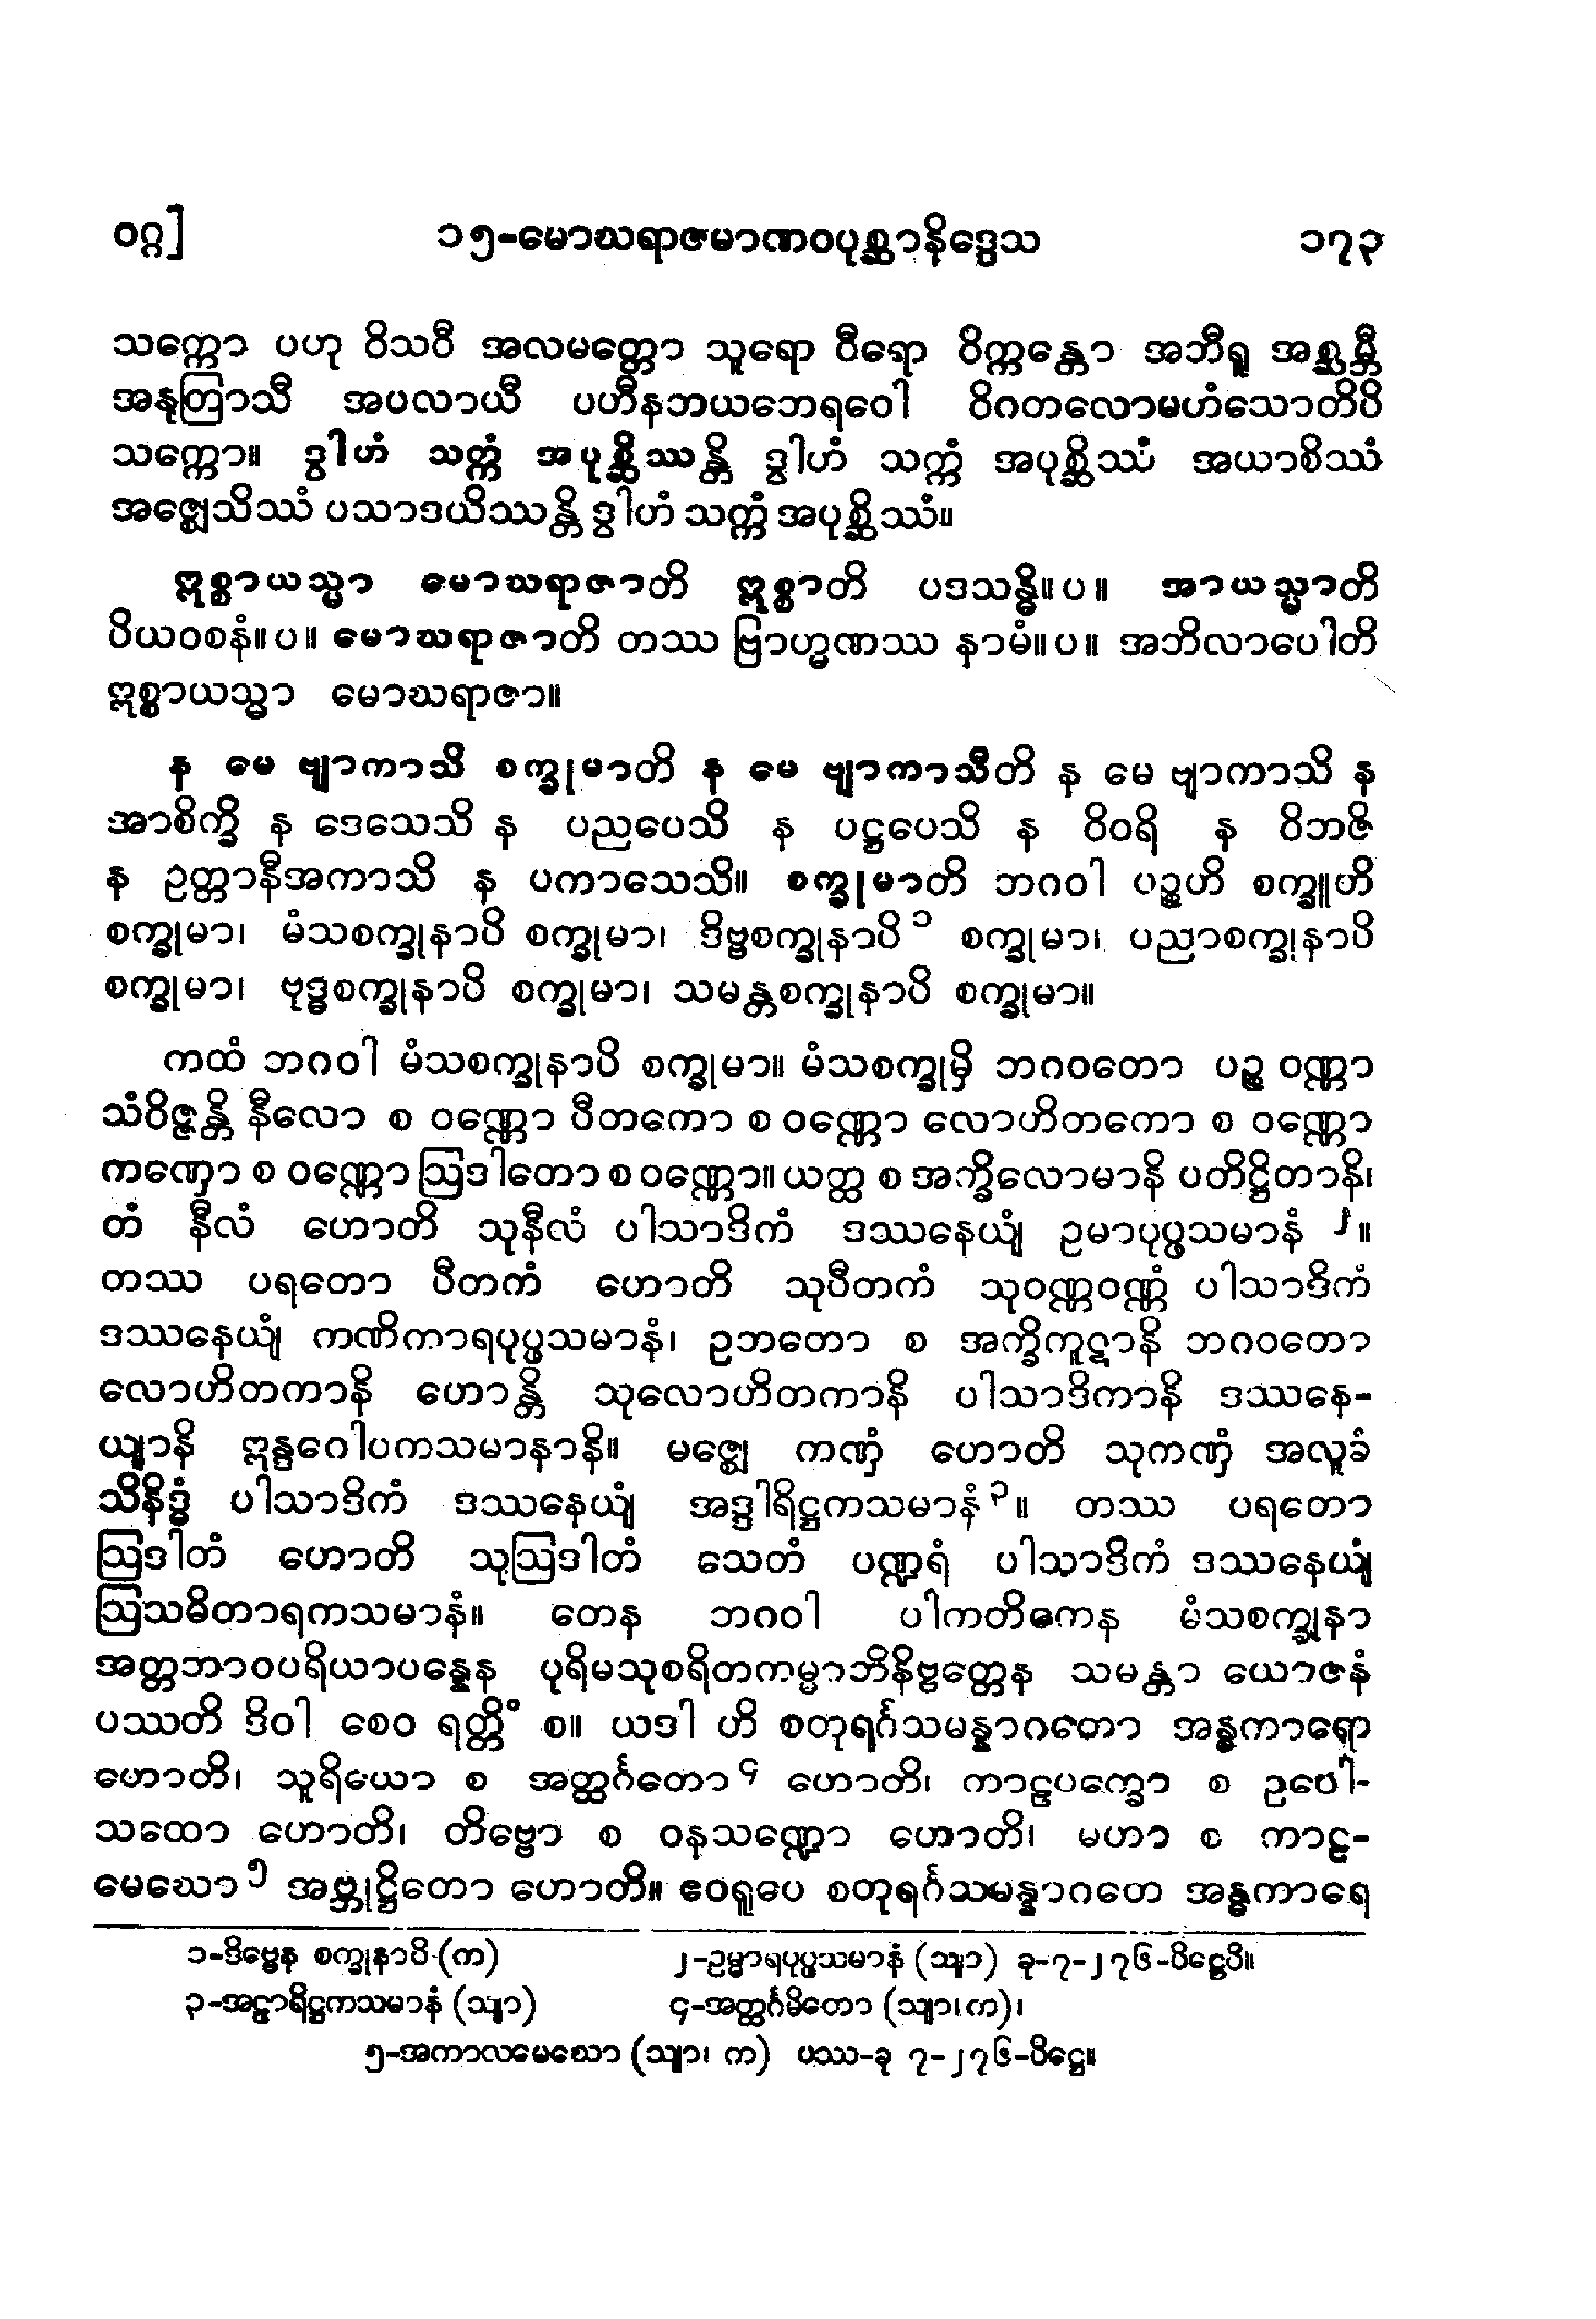 ဝဂ္ဂ] ၁၅-မောဃရာဇမာဏဝပုစ္ဆာနိဒ္ဒေသ ၁၇၃
သက္ကော ပဟု ဝိသဝီ အလမတ္တော သူရော ဝီရော ဝိက္ကန္တော အဘီရူ အစ္ဆမ္ဘီ
အနုတြာသီ အပလာယီ ပဟီနဘယဘေရဝေါ ဝိဂတလောမဟံသောတိပိ
သက္ကော။ ဒွါဟံ သက္ကံ အပုစ္ဆိဿန္တိ ဒွါဟံ သက္ကံ အပုစ္ဆိဿံ အယာစိဿံ
အဇ္ဈေသိဿံ ပသာဒယိဿန္တိ ဒွါဟံ သက္ကံ အပုစ္ဆိဿံ။
ဣစ္စာယသ္မာ မောဃရာဇာတိ ဣစ္စာတိ ပဒသန္ဓိ။ပ။ အာယသ္မာတိ
ပိယဝစနံ။ပ။ မောဃရာဇာတိ တဿ ဗြာဟ္မဏဿ နာမံ။ပ။ အဘိလာပေါတိ
ဣစ္စာယသ္မာ မောဃရာဇာ။
န မေ ဗျာကာသိ စက္ခုမာတိ န မေ ဗျာကာသီတိ န မေ ဗျာကာသိ န
အာစိက္ခိ န ဒေသေသိ န ပညပေသိ န ပဋ္ဌပေသိ န ဝိဝရိ န ဝိဘဇိ
န ဥတ္တာနီအကာသိ န ပကာသေသိ။ စက္ခုမာတိ ဘဂဝါ ပဉ္စဟိ စက္ခူဟိ
စက္ခုမာ၊ မံသစက္ခုနာပိ စက္ခုမာ၊ ဒိဗ္ဗစက္ခုနာပိ ၁ စက္ခုမာ၊ ပညာစက္ခုနာပိ
စက္ခုမာ၊ ဗုဒ္ဓစက္ခုနာပိ စက္ခုမာ၊ သမန္တစက္ခုနာပိ စက္ခုမာ။
ကထံ ဘဂဝါ မံသစက္ခုနာပိ စက္ခုမာ။ မံသစက္ခုမှိ ဘဂဝတော ပဉ္စ ဝဏ္ဏာ
သံဝိဇ္ဇန္တိ နီလော စ ဝဏ္ဏော ပီတကော စ ဝဏ္ဏော လောဟိတကော စ ဝဏ္ဏော
ကဏှော စ ဝဏ္ဏော ဩဒါတော စ ဝဏ္ဏော။ ယတ္ထ စ အက္ခိလောမာနိ ပတိဋ္ဌိတာနိ၊
တံ နီလံ ဟောတိ သုနီလံ ပါသာဒိကံ ဒဿနေယျံ ဥမာပုပ္ဖသမာနံ ၂။
တဿ ပရတော ပီတကံ ဟောတိ သုပီတကံ သုဝဏ္ဏဝဏ္ဏံ ပါသာဒိကံ
ဒဿနေယျံ ကဏိကာရပုပ္ဖသမာနံ၊ ဥဘတော စ အက္ခိကူဋာနိ ဘဂဝတော
လောဟိတကာနိ ဟောန္တိ သုလောဟိတကာနိ ပါသာဒိကာနိ ဒဿနေ-
ယျာနိ ဣန္ဒဂေါပကသမာနာနိ။ မဇ္ဈေ ကဏှံ ဟောတိ သုကဏှံ အလူခံ
သိနိဒ္ဓံ ပါသာဒိကံ ဒဿနေယျံ အဒ္ဒါရိဋ္ဌကသမာနံ ၃။ တဿ ပရတော
ဩဒါတံ ဟောတိ သုဩဒါတံ သေတံ ပဏ္ဍရံ ပါသာဒိကံ ဒဿနေယျံ
ဩသဓိတာရကသမာနံ။ တေန ဘဂဝါ ပါကတိကေန မံသစက္ခုနာ
အတ္တဘာဝပရိယာပန္နေန ပုရိမသုစရိတကမ္မာဘိနိဗ္ဗတ္တေန သမန္တာ ယောဇနံ
ပဿတိ ဒိဝါ စေဝ ရတ္တိံ စ။ ယဒါ ဟိ စတုရင်္ဂသမန္နာဂတော အန္ဓကာရော
ဟောတိ၊ သူရိယော စ အတ္ထင်္ဂတော ၄ ဟောတိ၊ ကာဠပက္ခော စ ဥပေါ-
သထော ဟောတိ၊ တိဗ္ဗော စ ဝနသဏ္ဍော ဟောတိ၊ မဟာ စ ကာဠ-
မေဃော ၅ အဗ္ဘုဋ္ဌိတော ဟောတိ။ ဧဝရူပေ စတုရင်္ဂသမန္နာဂတေ အန္ဓကာရေ
၁-ဒိဗ္ဗေန စက္ခုနာပိ (က) ၂-ဥမ္မာရပုပ္ဖသမာနံ (သျာ) ခု-၇-၂၇၆-ပိဋ္ဌေပိ။
၃-အဠာရိဋ္ဌကသမာနံ (သျာ) ၄-အတ္ထင်္ဂမိတော (သျာ၊က)၊
၅-အကာလမေဃော (သျာ၊ က) ပဿ-ခု ၇-၂၇၆-ပိဋ္ဌေ။